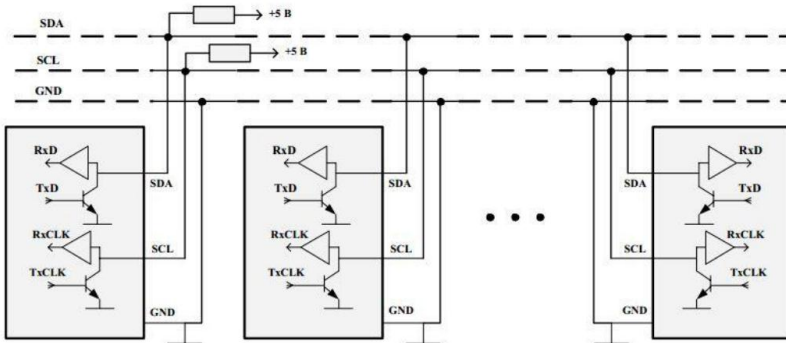 SDA
+5 В
SCL
+5 В
GND
RxD
TxD
SDA
RxCLK
TxCLK
SCL
GND
RxD
TxD
SDA
RxCLK
TxCLK
SCL
GND
RxD
SDA
TxD
RxCLK
SCL
TxCLK
GND